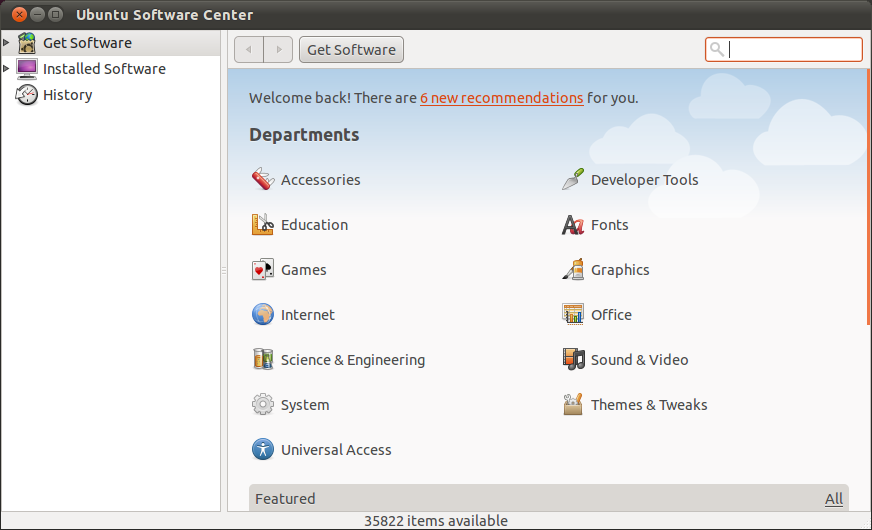 Ubuntu Software Center
Get Software
Installed Software
History
Get Software
Welcome back! There are 6 new recommendations for you.
Departments
Accessories
Developer Tools
Education
Fonts
Games
Graphics
Internet
Office
Science & Engineering
Sound & Video
System
Themes & Tweaks
Universal Access
Featured
All
35822 items available